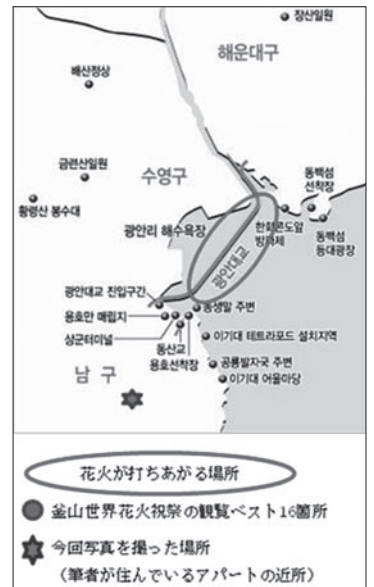 장산일원
해운대구
배산정상
금련산일원
동백섬
선착장
수영구
황령산 봉수대
광안리 해수욕장
한화콘도앞
방파제
동백섬
등대광장
광안대교
광안대교 진입구간
동생말 주변
용호만 매립지
이기대 테트라포드 설치지역
상군터미널
동산교
용호선착장
공룡발자국 주변
남구
이기대 어울마당
花火が打ちあがる場所
釜山世界花火祝祭の観覧ベスト16箇所
今回写真を撮った場所
（筆者が住んでいるアパートの近所）